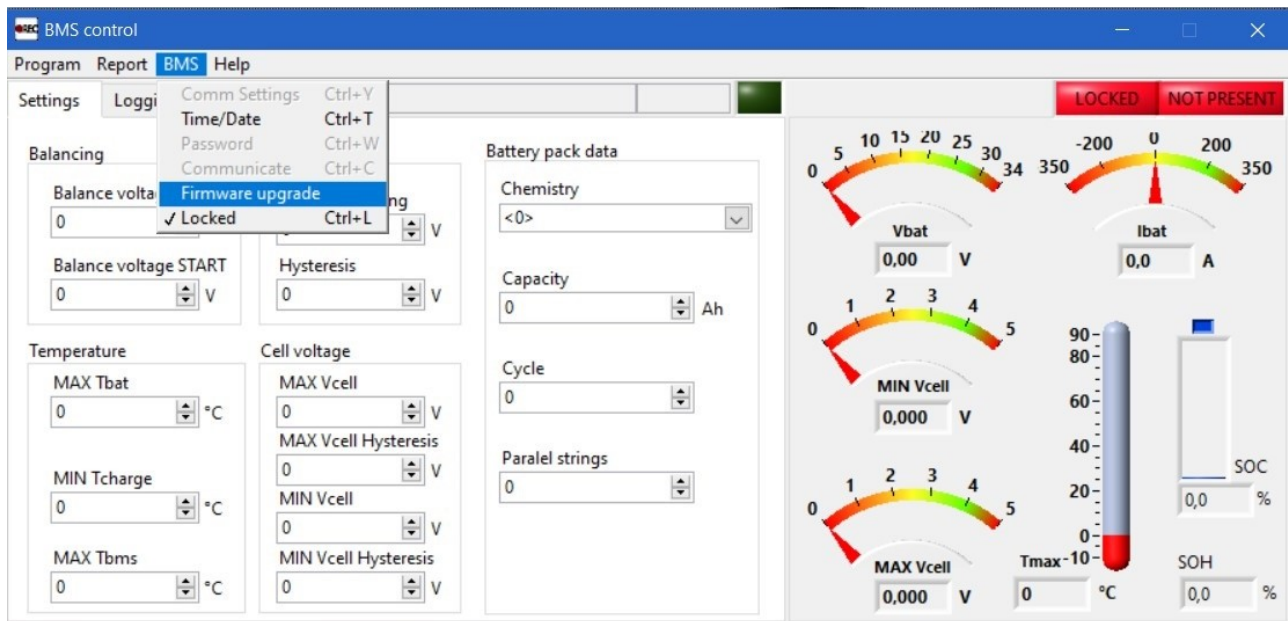 BMS control
Program Report BMS Help
Settings Loggi
Comm Settings Ctrl+Y
Time/Date Ctrl+T
Password Ctrl+W
Communicate Ctrl+C
Firmware upgrade
✓ Locked Ctrl+L
LOCKED NOT PRESENT
Balancing
Balance volta
0
ng
V
Balance voltage START
0 V
Hysteresis
0 V
Temperature
MAX Tbat
0 °C
MIN Tcharge
0 °C
MAX Tbms
0 °C
Cell voltage
MAX Vcell
0 V
MAX Vcell Hysteresis
0 V
MIN Vcell
0 V
MIN Vcell Hysteresis
0 V
Battery pack data
Chemistry
<0>
Capacity
0 Ah
Cycle
0
Paralel strings
0
0 5 10 15 20 25 30 34
Vbat
0,00 V
350 -200 0 200 350
Ibat
0,0 A
0 1 2 3 4 5
MIN Vcell
0,000 V
0 1 2 3 4 5
MAX Vcell
0,000 V
90
80
60
40
20
0
-10
Tmax
0 °C
SOC
0,0 %
SOH
0,0 %